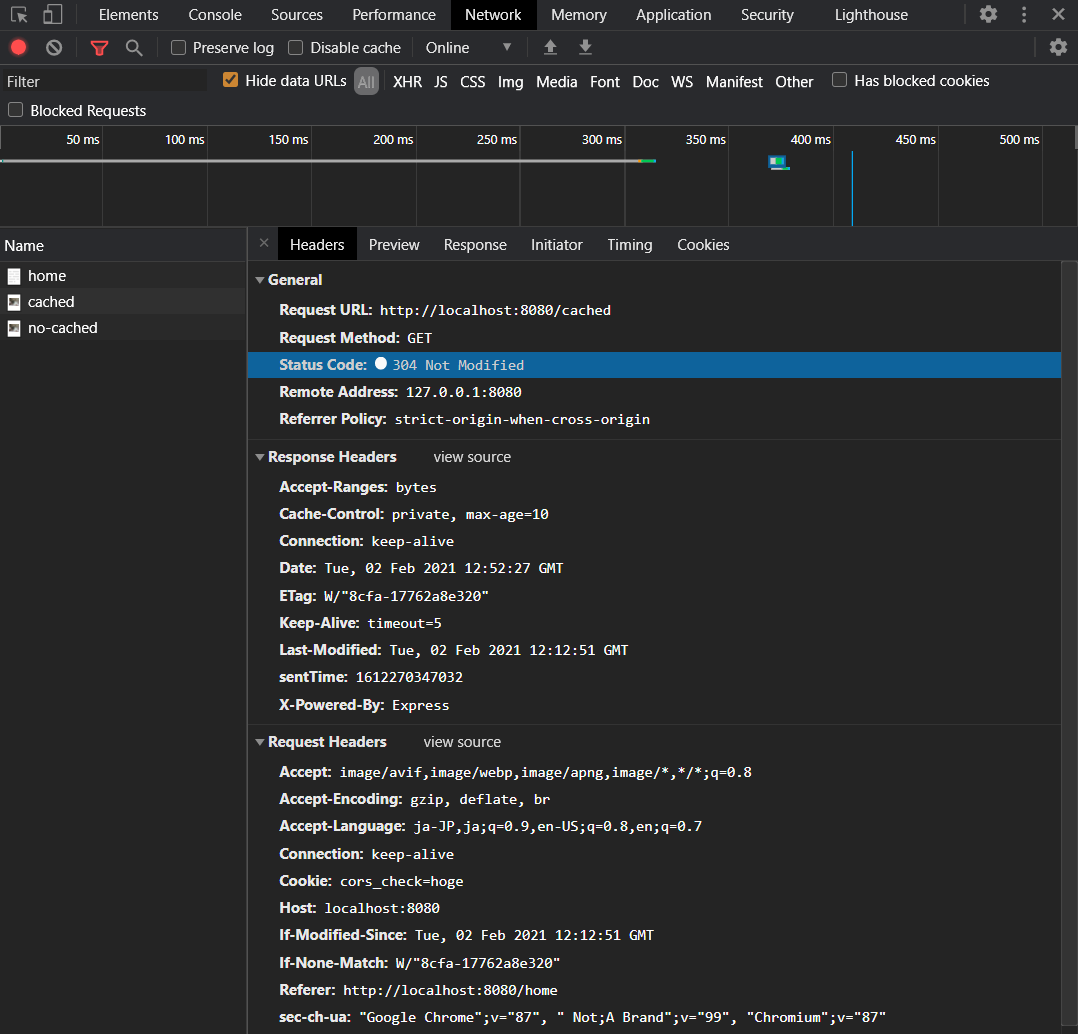 Elements Console Sources Performance Network Memory Application Security Lighthouse
Preserve log Disable cache Online
Filter Hide data URLs All XHR JS CSS Img Media Font Doc WS Manifest Other Has blocked cookies
Blocked Requests
50 ms 100 ms 150 ms 200 ms 250 ms 300 ms 350 ms 400 ms 450 ms 500 ms
Name
home
cached
no-cached
Headers Preview Response Initiator Timing Cookies
General
Request URL: http://localhost:8080/cached
Request Method: GET
Status Code: 304 Not Modified
Remote Address: 127.0.0.1:8080
Referrer Policy: strict-origin-when-cross-origin
Response Headers view source
Accept-Ranges: bytes
Cache-Control: private, max-age=10
Connection: keep-alive
Date: Tue, 02 Feb 2021 12:52:27 GMT
ETag: W/"8cfa-17762a8e320"
Keep-Alive: timeout=5
Last-Modified: Tue, 02 Feb 2021 12:12:51 GMT
sentTime: 1612270347032
X-Powered-By: Express
Request Headers view source
Accept: image/avif,image/webp,image/apng,image/*,*/*;q=0.8
Accept-Encoding: gzip, deflate, br
Accept-Language: ja-JP,ja;q=0.9,en-US;q=0.8,en;q=0.7
Connection: keep-alive
Cookie: cors_check=hoge
Host: localhost:8080
If-Modified-Since: Tue, 02 Feb 2021 12:12:51 GMT
If-None-Match: W/"8cfa-17762a8e320"
Referer: http://localhost:8080/home
sec-ch-ua: "Google Chrome";v="87", " Not;A Brand";v="99", "Chromium";v="87"